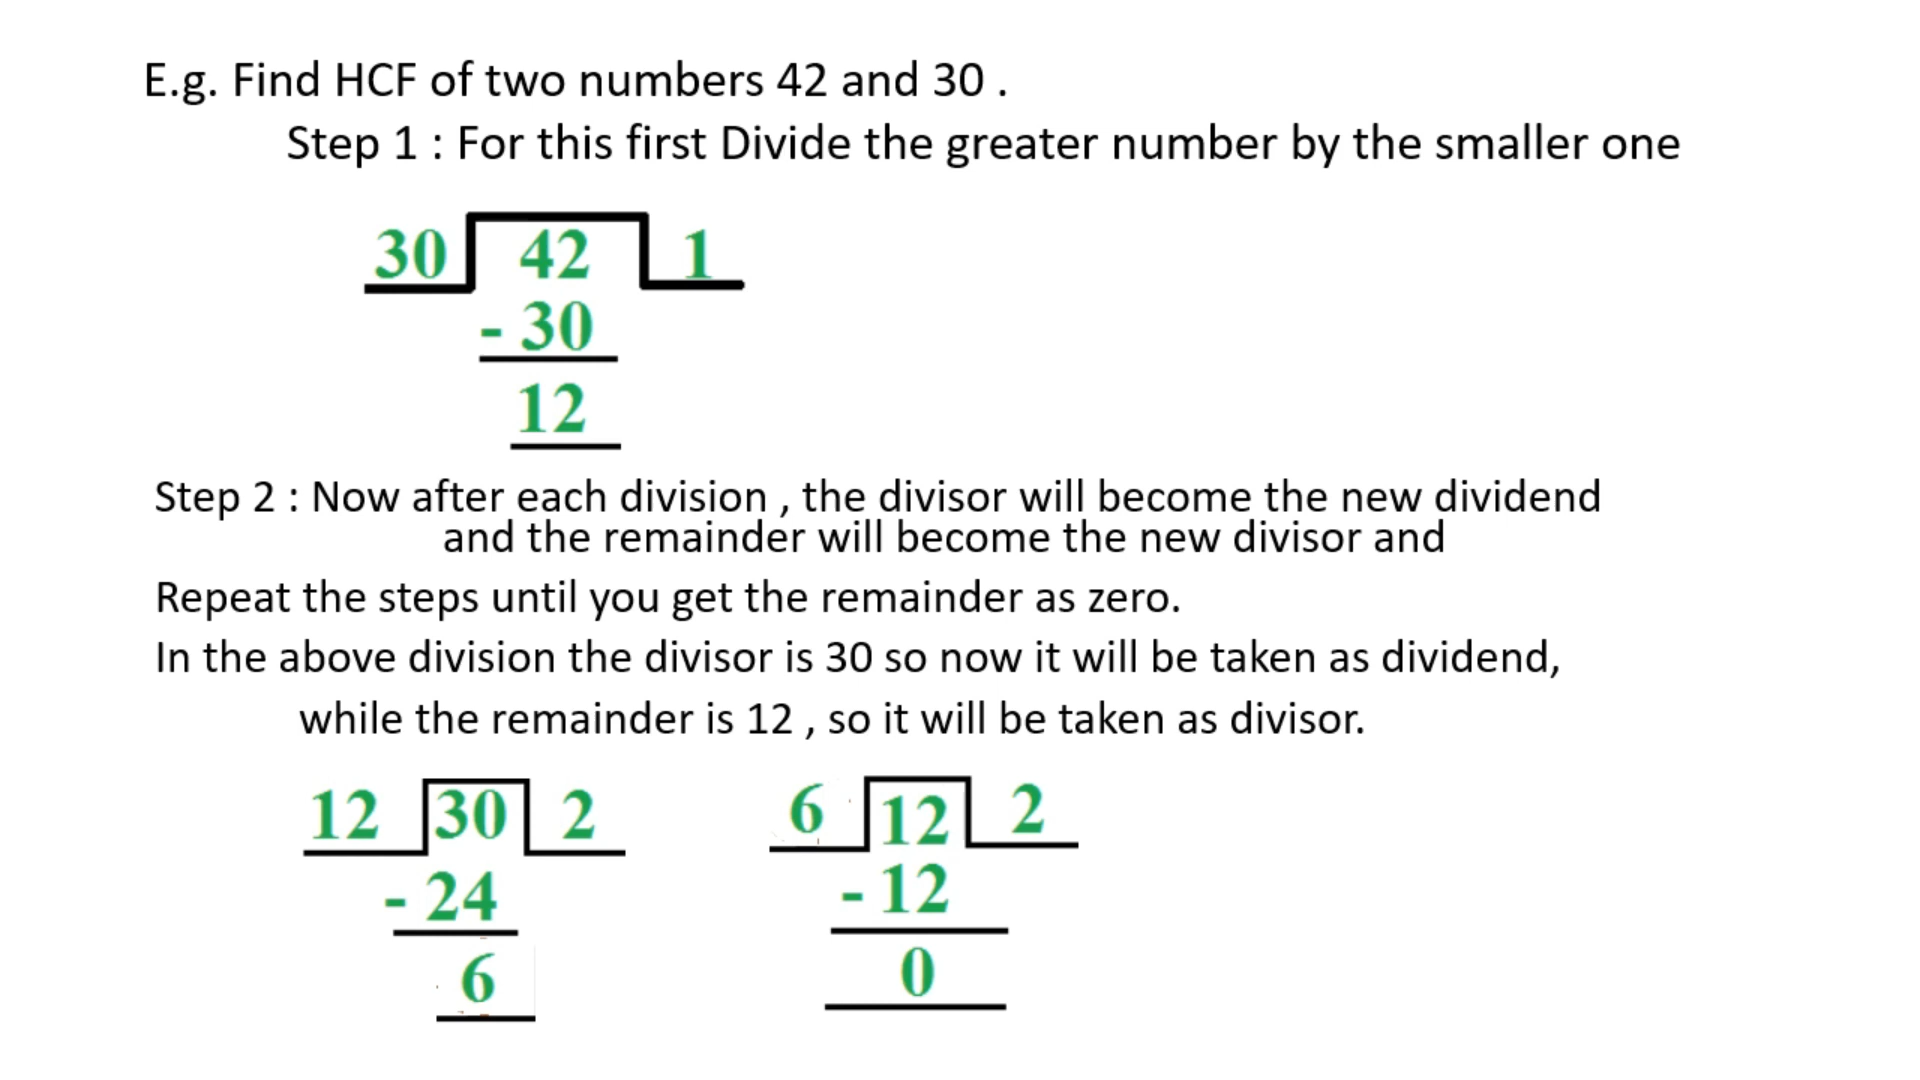 E.g. Find HCF of two numbers 42 and 30 .
Step 1 : For this first Divide the greater number by the smaller one
30 42 1
- 30
12
Step 2 : Now after each division , the divisor will become the new dividend
and the remainder will become the new divisor and
Repeat the steps until you get the remainder as zero.
In the above division the divisor is 30 so now it will be taken as dividend,
while the remainder is 12 , so it will be taken as divisor.
12 30 2
- 24
6
6 12 2
- 12
0